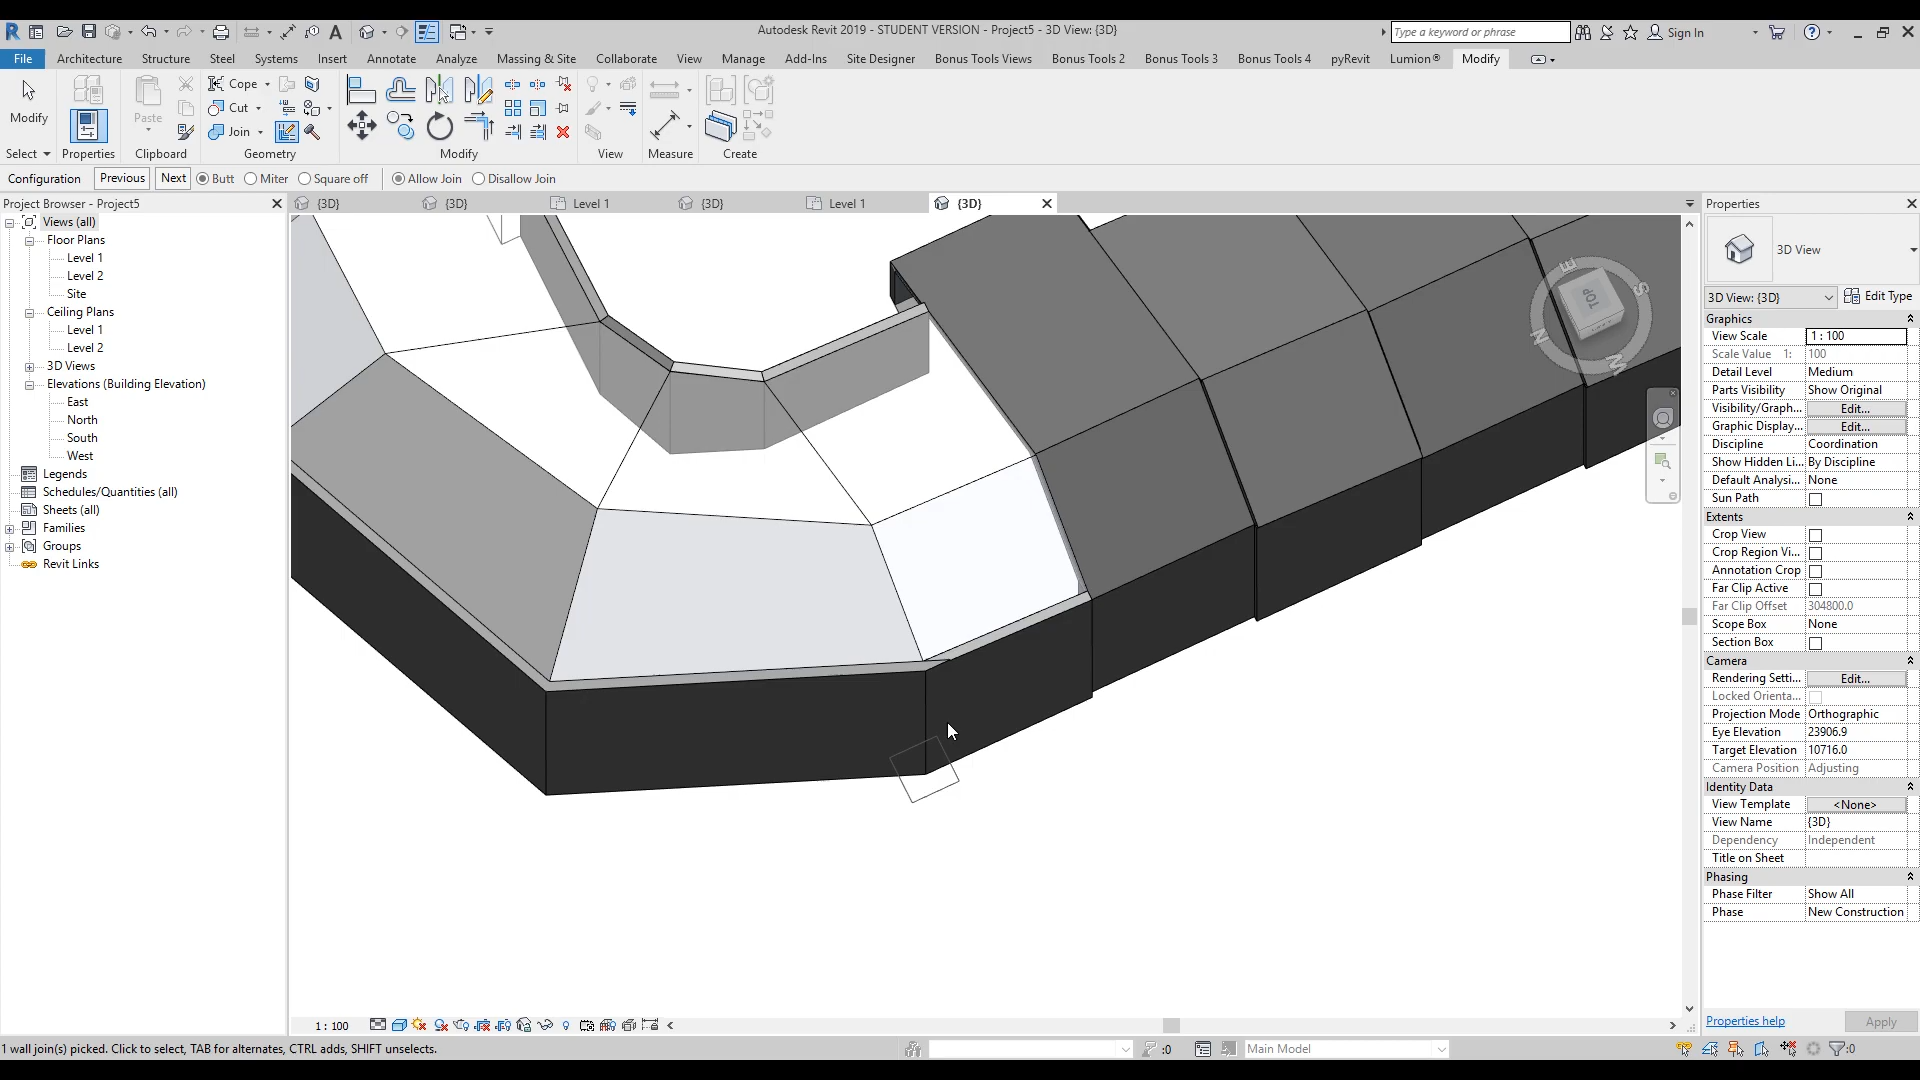 Autodesk Revit 2019 - STUDENT VERSION - Project5 - 3D View: {3D}
Type a keyword or phrase
Sign In
File Architecture Structure Steel Systems Insert Annotate Analyze Massing & Site Collaborate View Manage Add-Ins Site Designer Bonus Tools Views Bonus Tools 2 Bonus Tools 3 Bonus Tools 4 pyRevit Lumion® Modify
Modify
Paste
Cope
Cut
Join
Select Properties Clipboard Geometry Modify View Measure Create
Configuration Previous Next Butt Miter Square off Allow Join Disallow Join
Project Browser - Project5
{3D} {3D} Level 1 {3D} Level 1 {3D}
Views (all)
Floor Plans
Level 1
Level 2
Site
Ceiling Plans
Level 1
Level 2
3D Views
Elevations (Building Elevation)
East
North
South
West
Legends
Schedules/Quantities (all)
Sheets (all)
Families
Groups
Revit Links
TOP
E
S
N
W
Properties
3D View
3D View: {3D} Edit Type
Graphics
View Scale 1 : 100
Scale Value 1: 100
Detail Level Medium
Parts Visibility Show Original
Visibility/Graph... Edit...
Graphic Display... Edit...
Discipline Coordination
Show Hidden Li... By Discipline
Default Analysi... None
Sun Path
Extents
Crop View
Crop Region Vi...
Annotation Crop
Far Clip Active
Far Clip Offset 304800.0
Scope Box None
Section Box
Camera
Rendering Setti... Edit...
Locked Orienta...
Projection Mode Orthographic
Eye Elevation 23906.9
Target Elevation 10716.0
Camera Position Adjusting
Identity Data
View Template <None>
View Name {3D}
Dependency Independent
Title on Sheet
Phasing
Phase Filter Show All
Phase New Construction
Properties help Apply
1 : 100
1 wall join(s) picked. Click to select, TAB for alternates, CTRL adds, SHIFT unselects.
:0
Main Model
:0